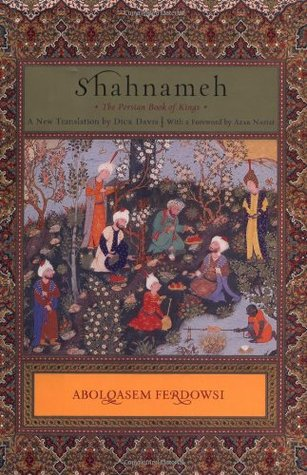 Shahnameh
• The Persian Book of Kings •
A New Translation by Dick Davis | With a Foreword by Azar Nafisi
ABOLQASEM FERDOWSI